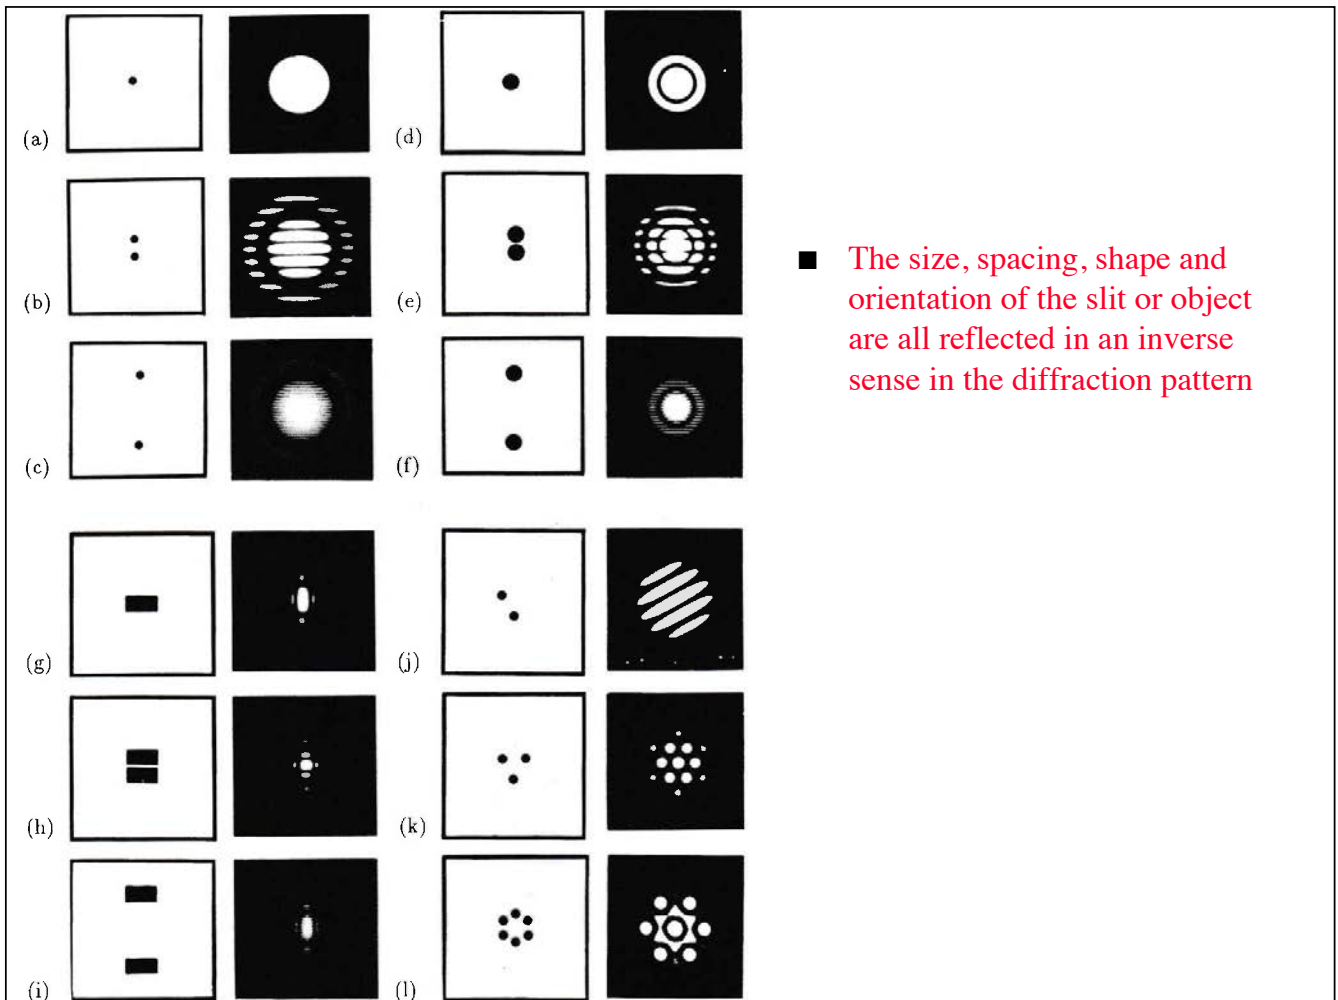 (a)
(d)
(b)
(e)
(c)
(f)
■ The size, spacing, shape and
orientation of the slit or object
are all reflected in an inverse
sense in the diffraction pattern
(g)
(j)
(h)
(k)
(i)
(l)